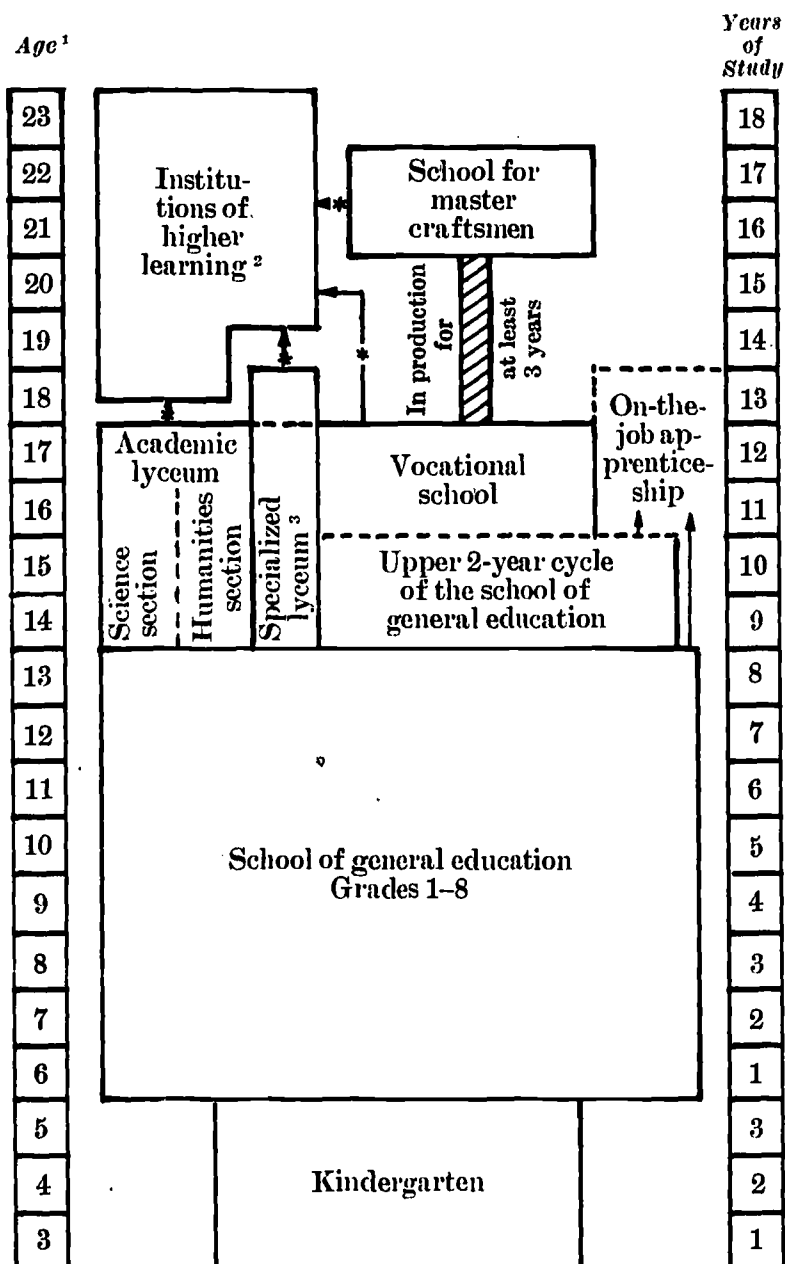 Age ¹
Years
of
Study
23
22
21
20
19
18
17
16
15
14
13
12
11
10
9
8
7
6
5
4
3
Institu-
tions of
higher
learning ²
*
School for
master
craftsmen
*
*
*
In production
for
at least
3 years
On-the-
job ap-
prentice-
ship
Academic
lyceum
Science
section
Humanities
section
Specialized
lyceum ³
Vocational
school
Upper 2-year cycle
of the school of
general education
School of general education
Grades 1–8
Kindergarten
18
17
16
15
14
13
12
11
10
9
8
7
6
5
4
3
2
1
3
2
1